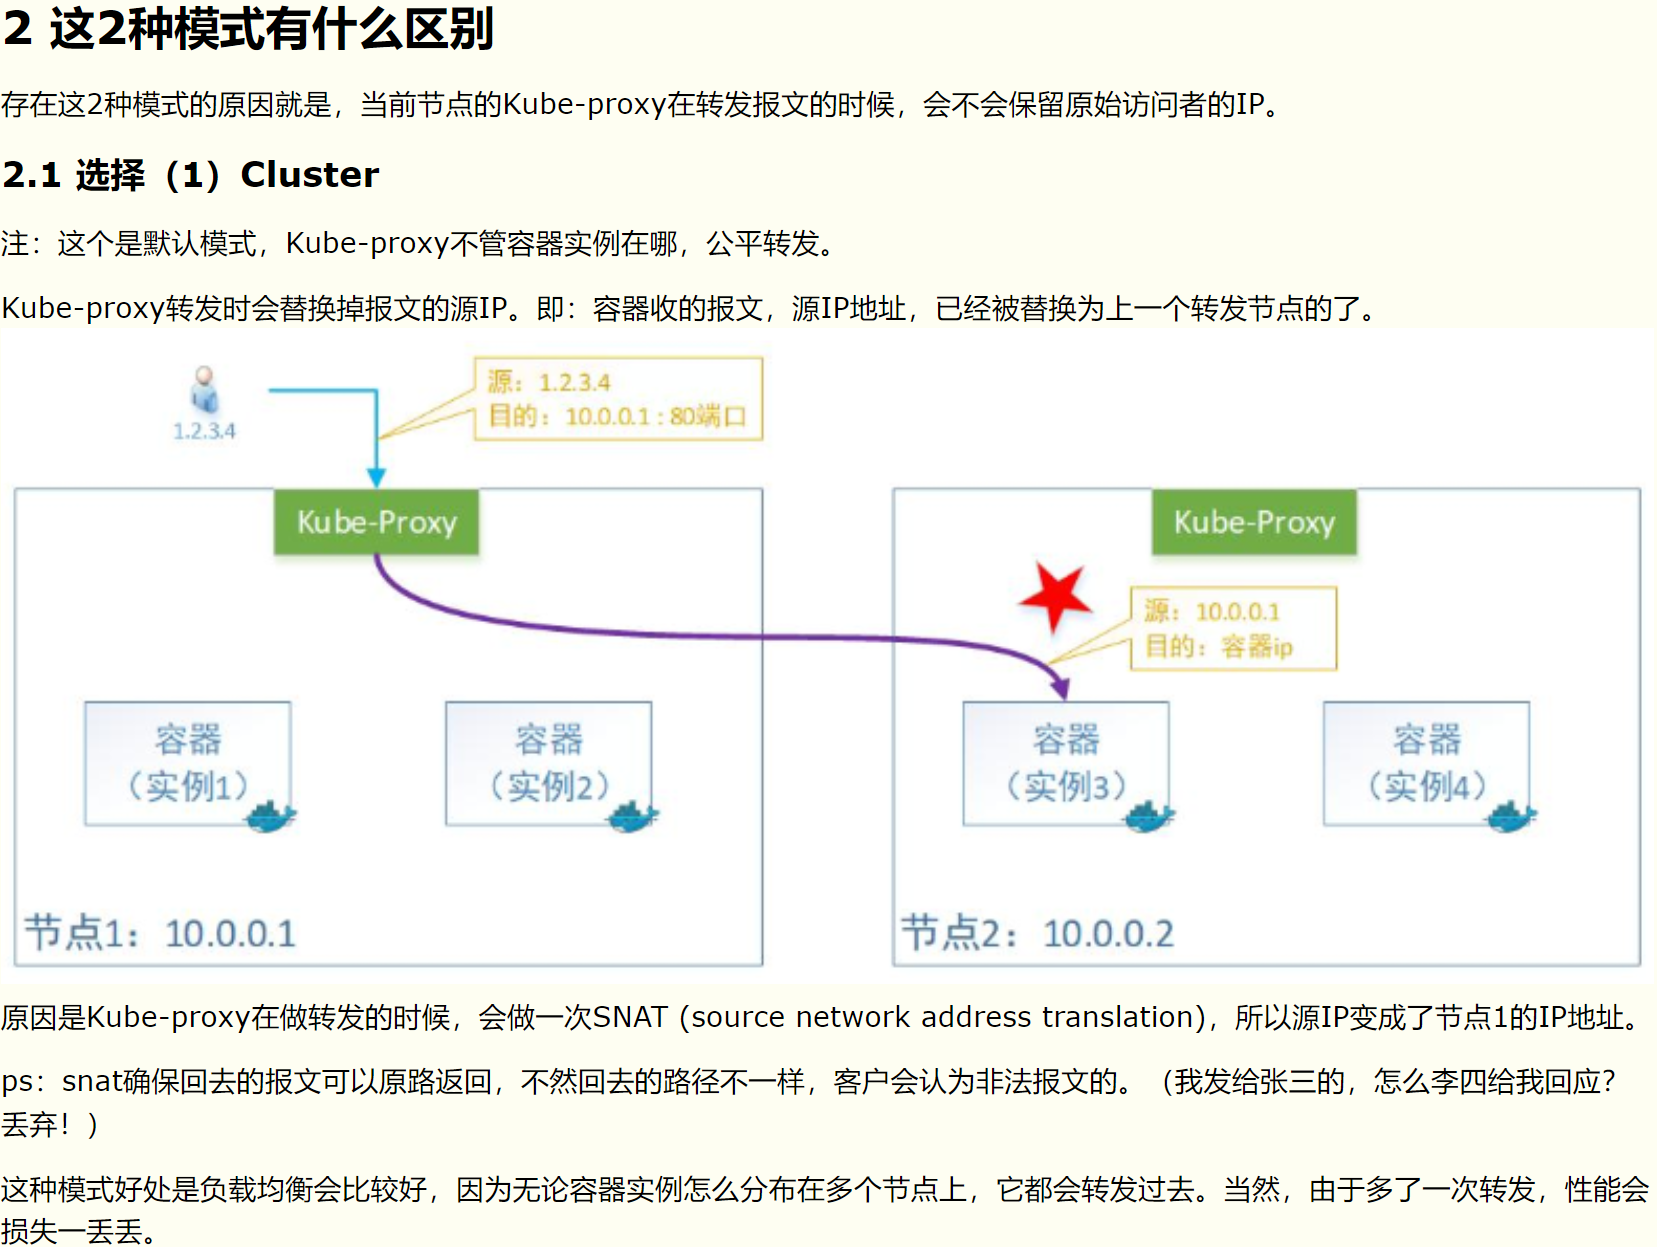 2 这2种模式有什么区别
存在这2种模式的原因就是，当前节点的Kube-proxy在转发报文的时候，会不会保留原始访问者的IP。
2.1 选择（1）Cluster
注：这个是默认模式，Kube-proxy不管容器实例在哪，公平转发。
Kube-proxy转发时会替换掉报文的源IP。即：容器收的报文，源IP地址，已经被替换为上一个转发节点的了。
1.2.3.4
源：1.2.3.4
目的：10.0.0.1 : 80端口
Kube-Proxy
Kube-Proxy
源：10.0.0.1
目的：容器ip
容器
（实例1）
容器
（实例2）
容器
（实例3）
容器
（实例4）
节点1：10.0.0.1
节点2：10.0.0.2
原因是Kube-proxy在做转发的时候，会做一次SNAT (source network address translation)，所以源IP变成了节点1的IP地址。
ps：snat确保回去的报文可以原路返回，不然回去的路径不一样，客户会认为非法报文的。（我发给张三的，怎么李四给我回应？
丢弃！）
这种模式好处是负载均衡会比较好，因为无论容器实例怎么分布在多个节点上，它都会转发过去。当然，由于多了一次转发，性能会
损失一丢丢。